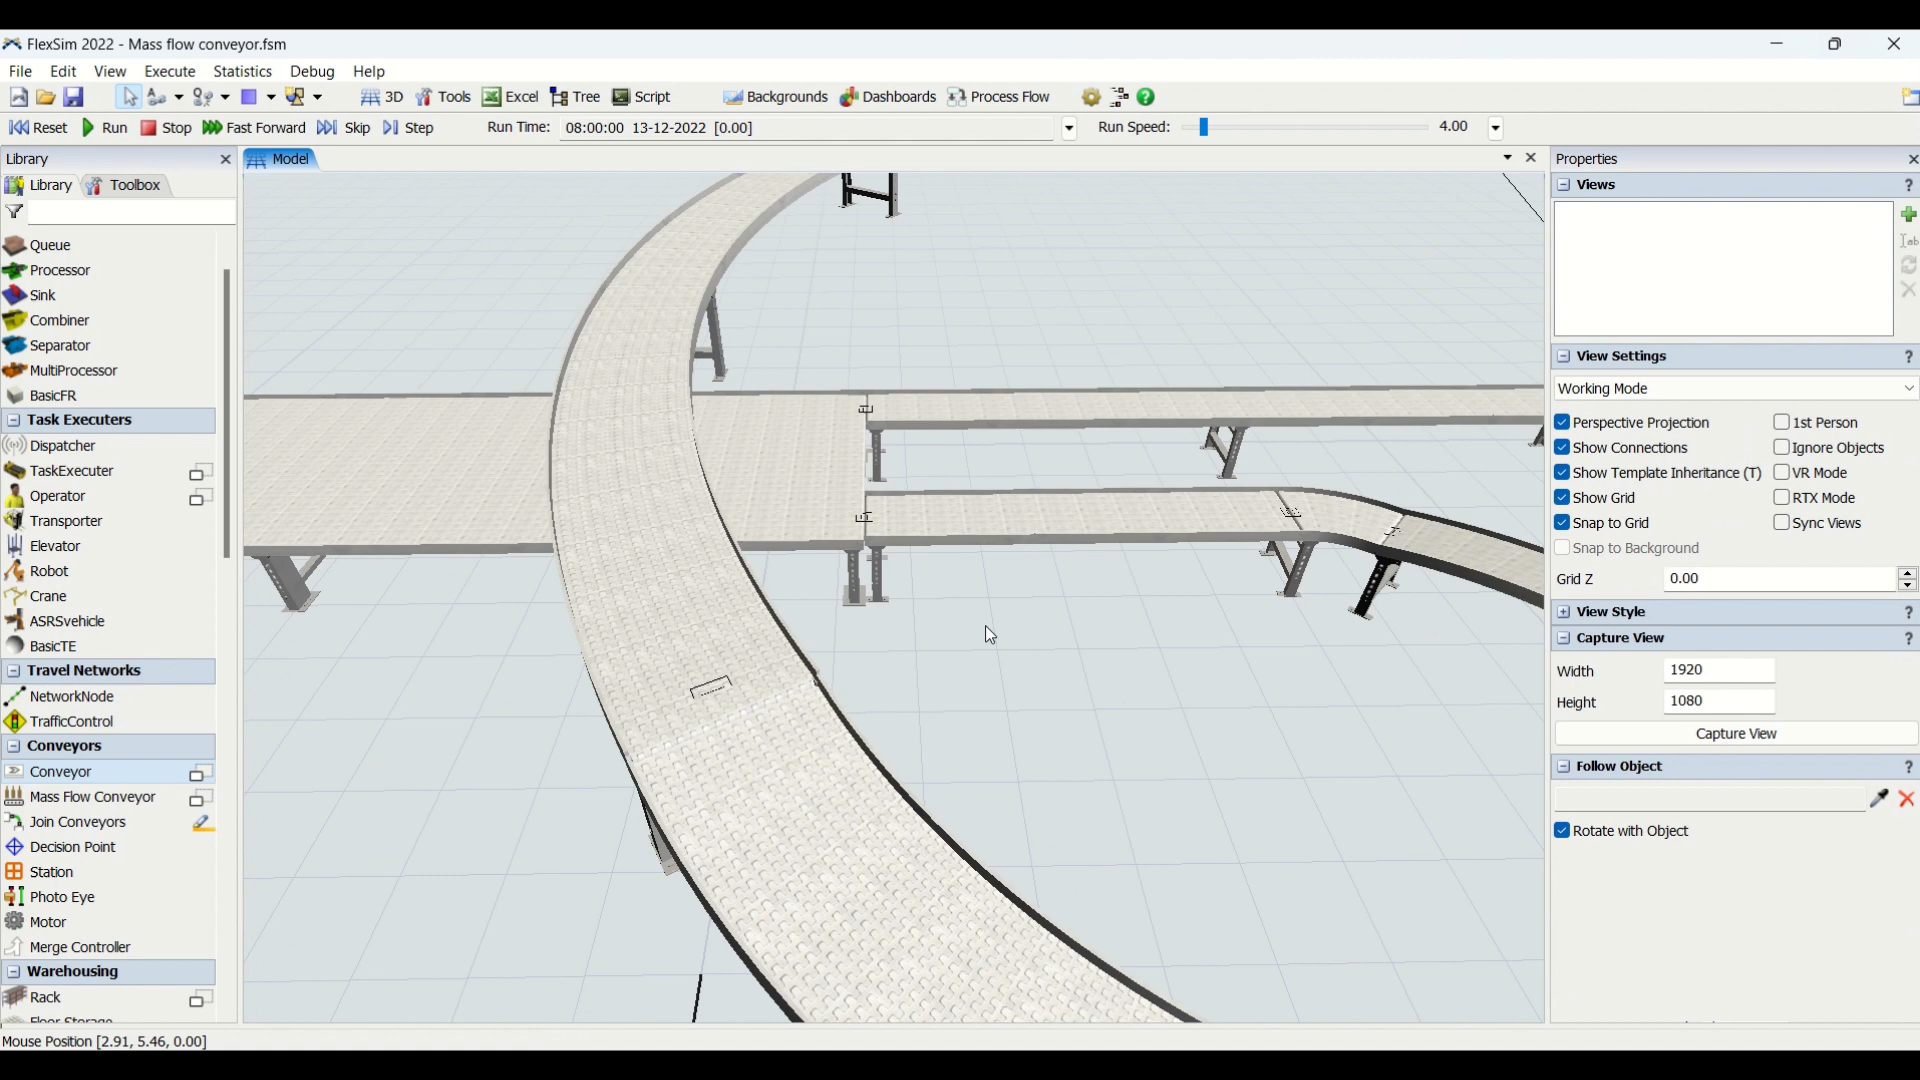 FlexSim 2022 - Mass flow conveyor.fsm
File Edit View Execute Statistics Debug Help
3D Tools Excel Tree Script Backgrounds Dashboards Process Flow
Reset Run Stop Fast Forward Skip Step Run Time: 08:00:00 13-12-2022 [0.00] Run Speed: 4.00
Library
Library Toolbox
Queue
Processor
Sink
Combiner
Separator
MultiProcessor
BasicFR
Task Executers
Dispatcher
TaskExecuter
Operator
Transporter
Elevator
Robot
Crane
ASRSvehicle
BasicTE
Travel Networks
NetworkNode
TrafficControl
Conveyors
Conveyor
Mass Flow Conveyor
Join Conveyors
Decision Point
Station
Photo Eye
Motor
Merge Controller
Warehousing
Rack
Floor Storage
Model
Properties
Views ?
View Settings ?
Working Mode
Perspective Projection 1st Person
Show Connections Ignore Objects
Show Template Inheritance (T) VR Mode
Show Grid RTX Mode
Snap to Grid Sync Views
Snap to Background
Grid Z 0.00
View Style ?
Capture View ?
Width 1920
Height 1080
Capture View
Follow Object ?
Rotate with Object
Mouse Position [2.91, 5.46, 0.00]